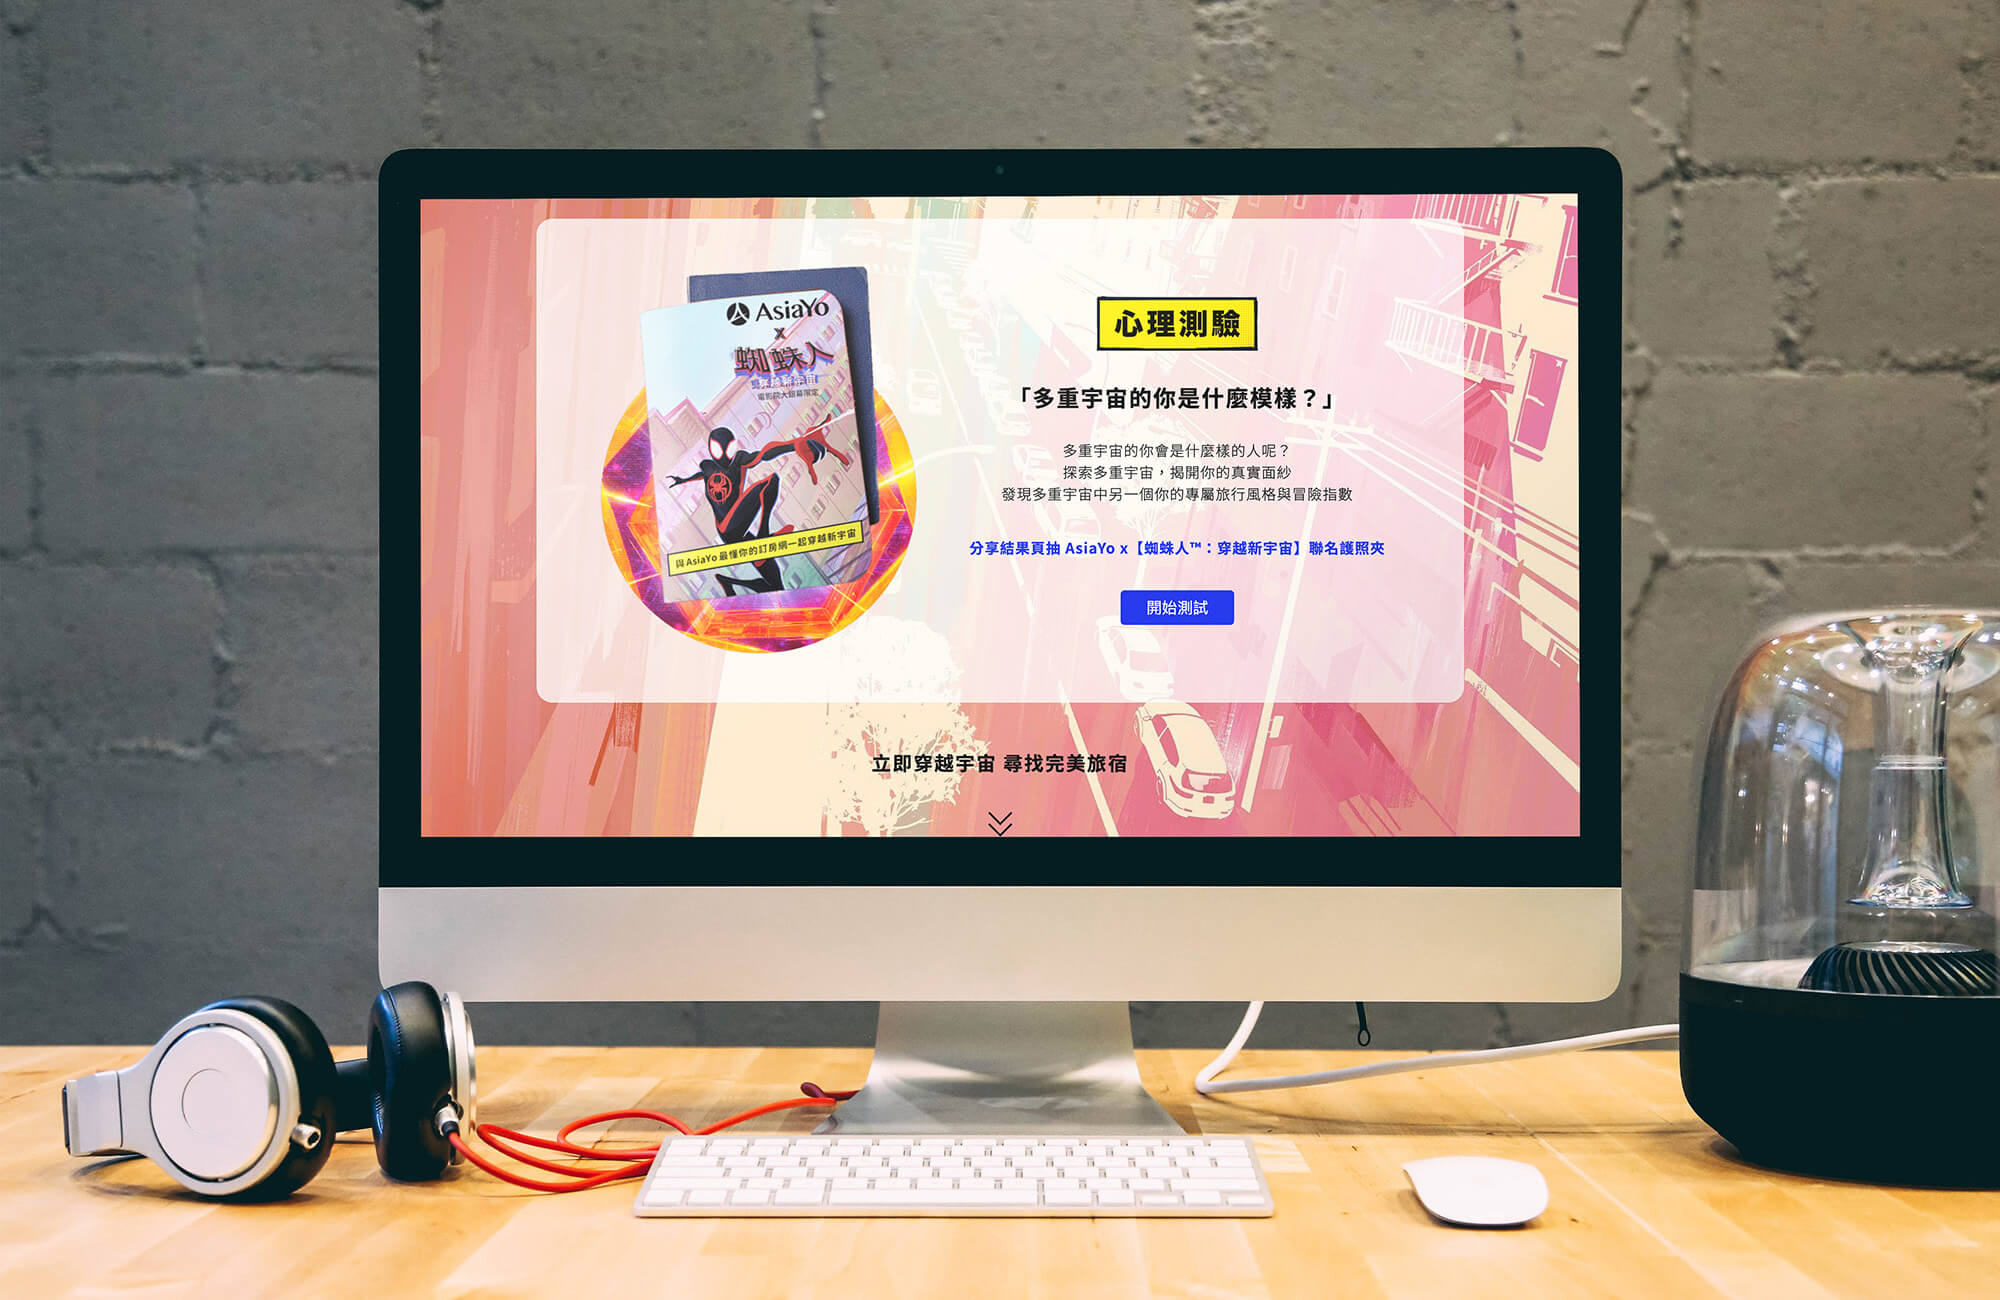 AsiaYo
x
蜘蛛人
穿越新宇宙
電影院大銀幕限定
與 AsiaYo 最懂你的訂房網一起穿越新宇宙
心理測驗
「多重宇宙的你是什麼模樣？」
多重宇宙的你會是什麼樣的人呢？
探索多重宇宙，揭開你的真實面紗
發現多重宇宙中另一個你的專屬旅行風格與冒險指數
分享結果頁抽 AsiaYo x【蜘蛛人™：穿越新宇宙】聯名護照夾
開始測試
立即穿越宇宙 尋找完美旅宿